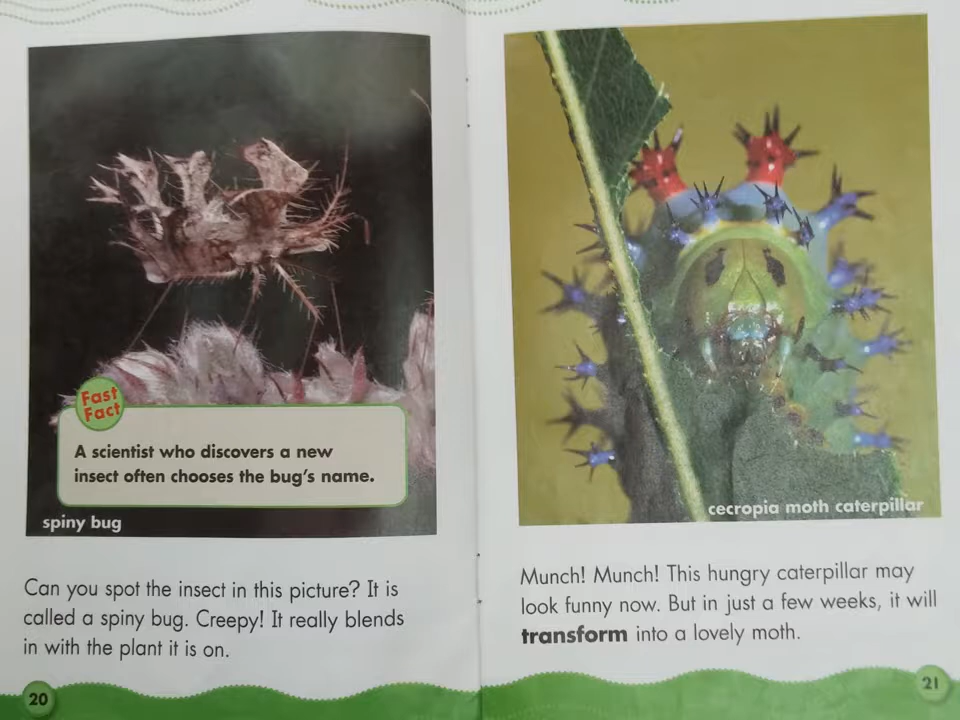 Fast
Fact
A scientist who discovers a new
insect often chooses the bug's name.
spiny bug
Can you spot the insect in this picture? It is
called a spiny bug. Creepy! It really blends
in with the plant it is on.
20
cecropia moth caterpillar
Munch! Munch! This hungry caterpillar may
look funny now. But in just a few weeks, it will
transform into a lovely moth.
21